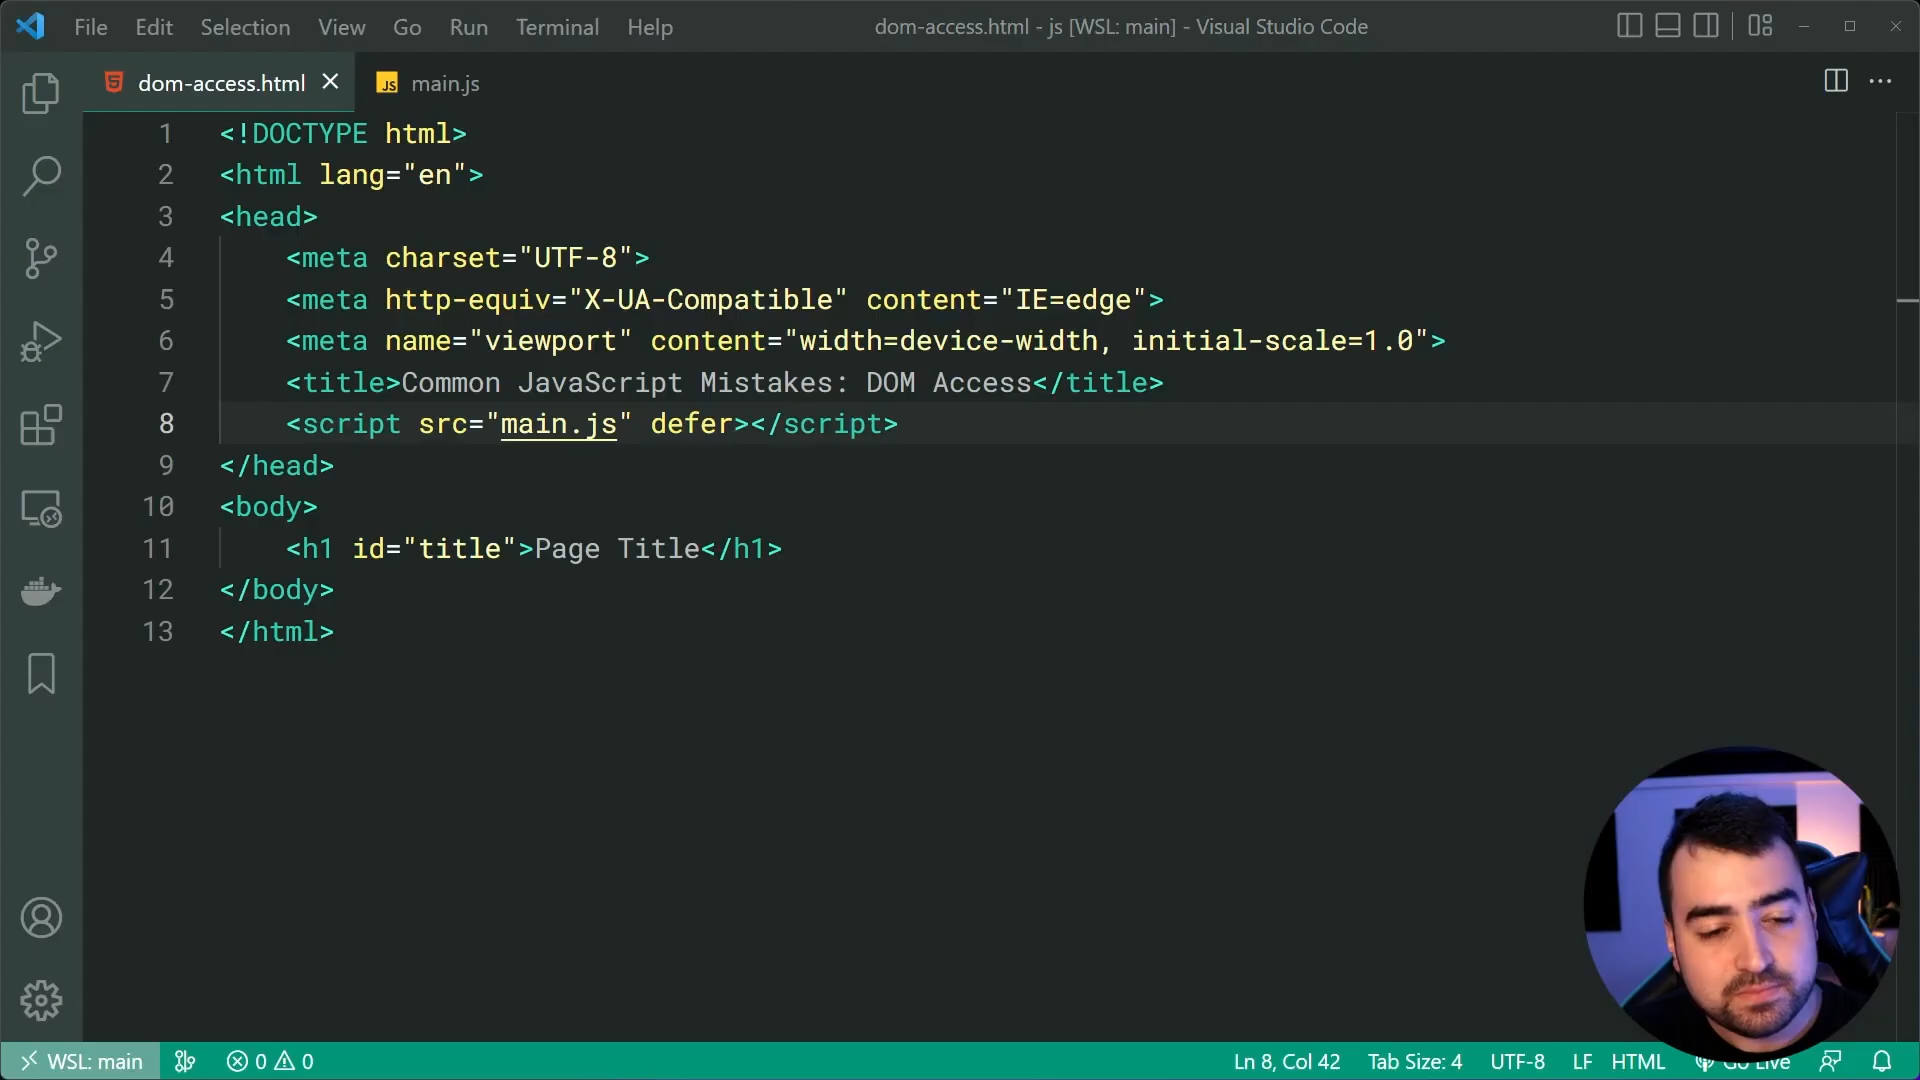 File Edit Selection View Go Run Terminal Help
dom-access.html - js [WSL: main] - Visual Studio Code
dom-access.html
JS main.js
1 <!DOCTYPE html>
2 <html lang="en">
3 <head>
4 <meta charset="UTF-8">
5 <meta http-equiv="X-UA-Compatible" content="IE=edge">
6 <meta name="viewport" content="width=device-width, initial-scale=1.0">
7 <title>Common JavaScript Mistakes: DOM Access</title>
8 <script src="main.js" defer></script>
9 </head>
10 <body>
11 <h1 id="title">Page Title</h1>
12 </body>
13 </html>
WSL: main 0 0 Ln 8, Col 42 Tab Size: 4 UTF-8 LF HTML Go Live